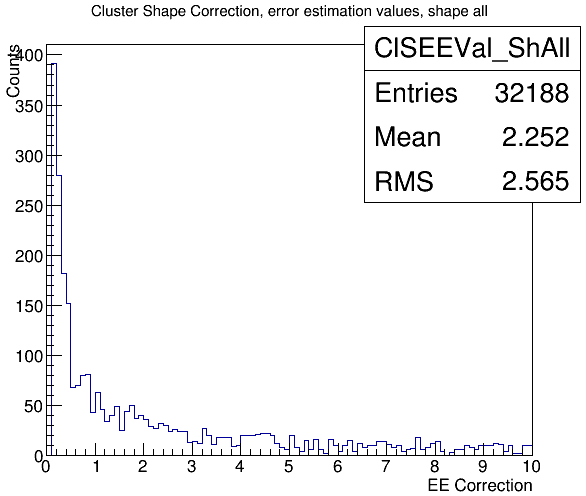 Cluster Shape Correction, error estimation values, shape all
ClSEEVal_ShAll
Entries 32188
Mean 2.252
RMS 2.565
Counts
400
350
300
250
200
150
100
50
0
0 1 2 3 4 5 6 7 8 9 10
EE Correction